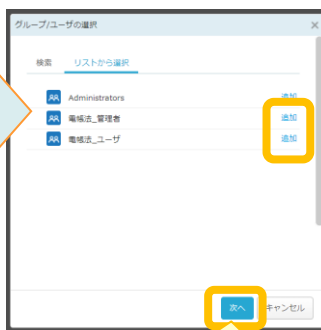 グループ/ユーザの選択
検索 リストから選択
Administrators 追加
電帳法_管理者 追加
電帳法_ユーザ 追加
次へ キャンセル